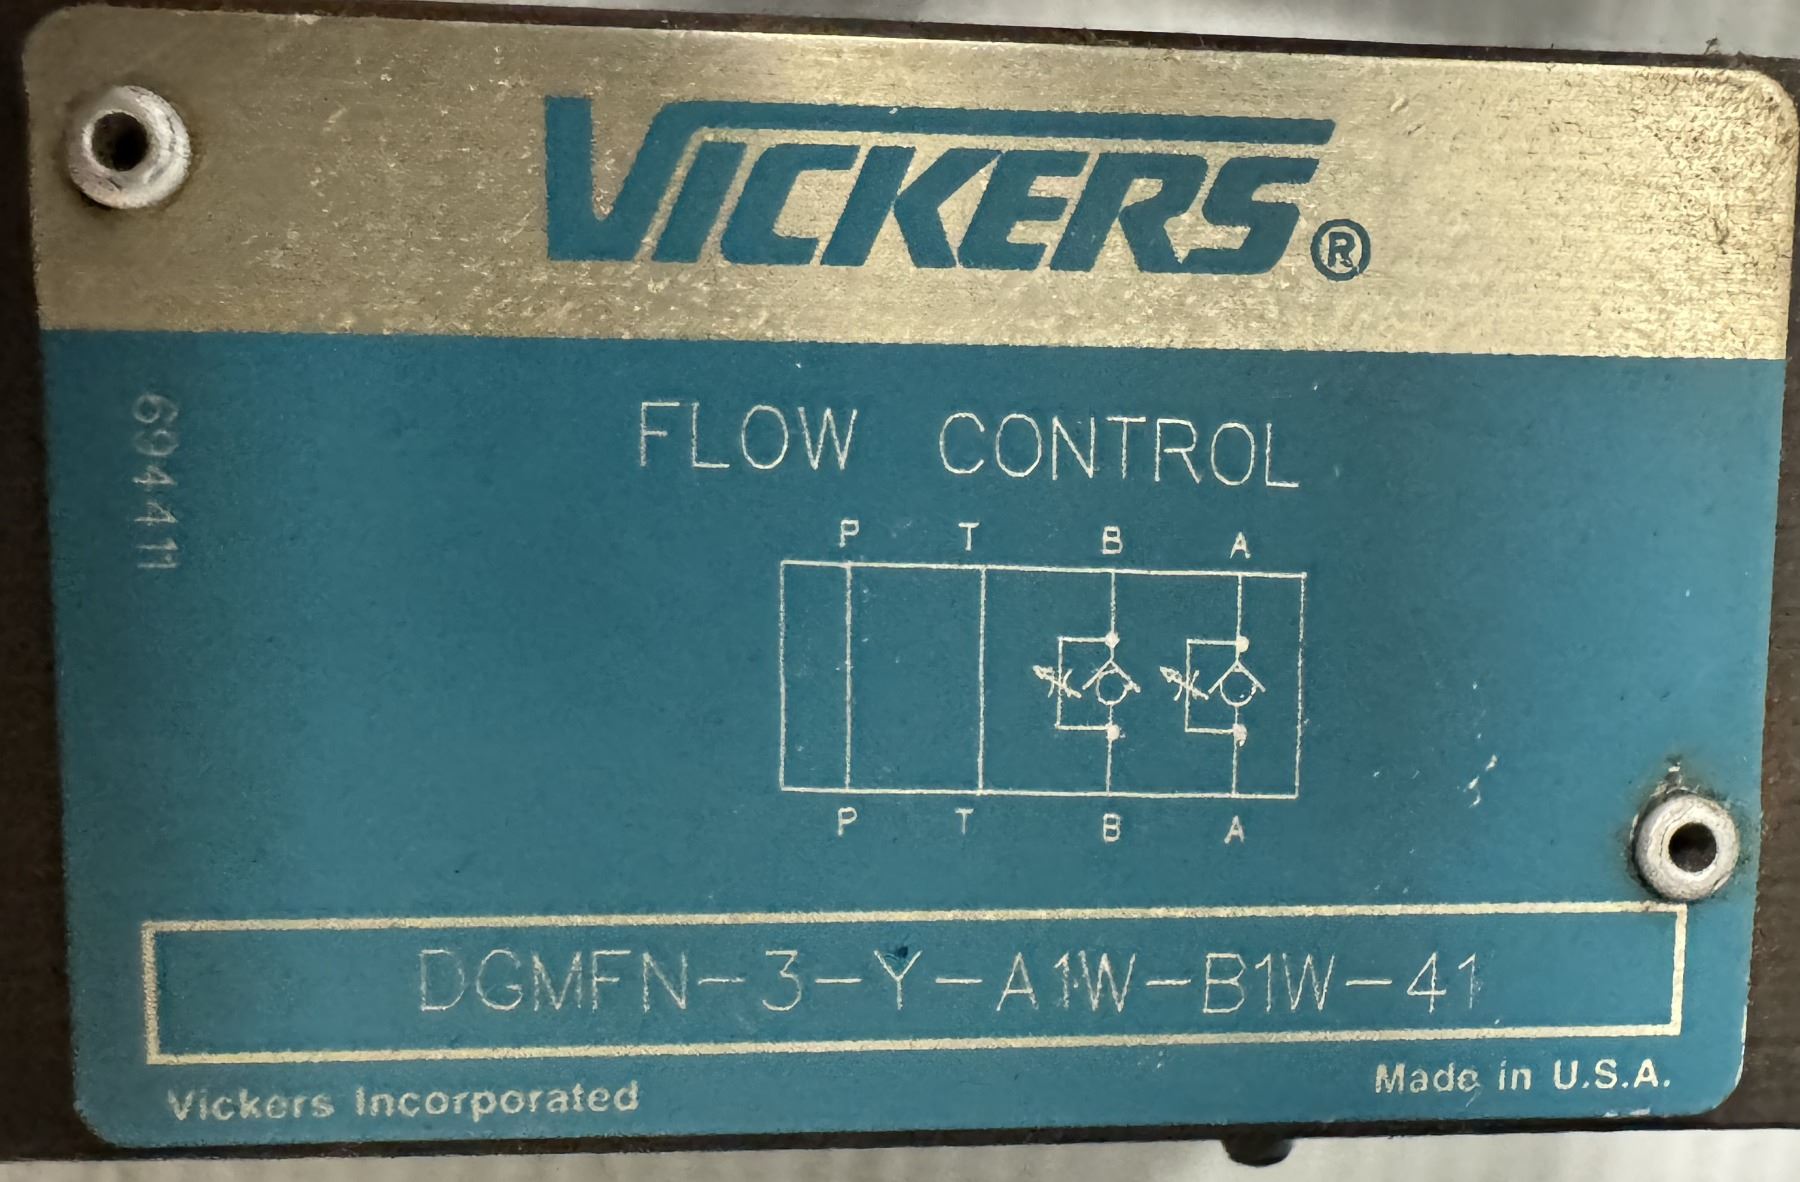 VICKERS®
694411
FLOW CONTROL
P T B A
P T B A
DGMFN-3-Y-A1W-B1W-41
Vickers Incorporated
Made in U.S.A.